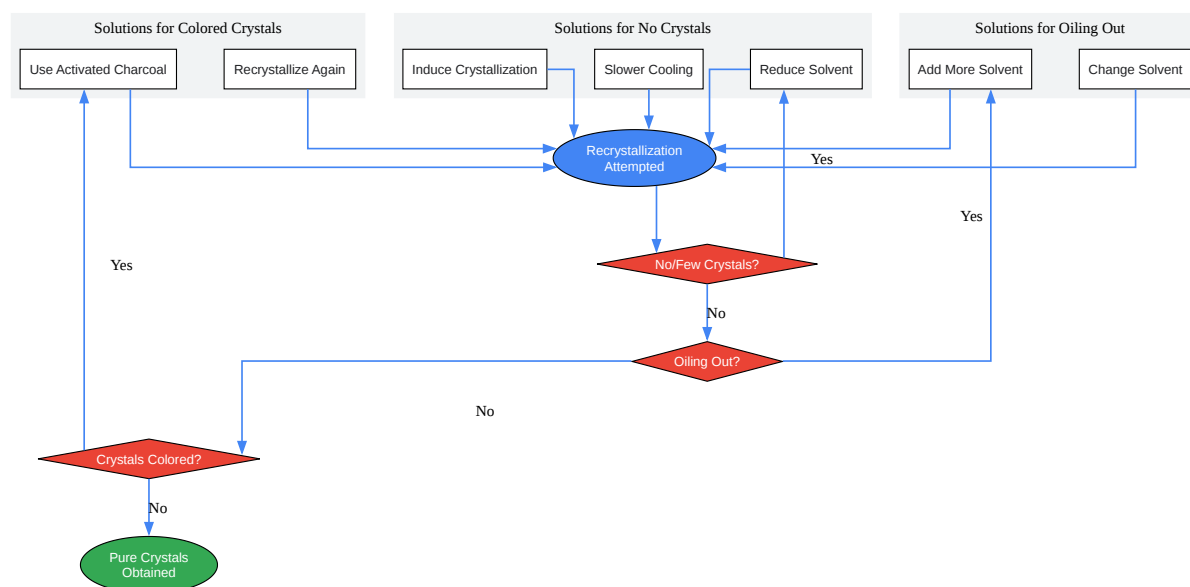 Solutions for Colored Crystals
Solutions for No Crystals
Solutions for Oiling Out
Use Activated Charcoal
Recrystallize Again
Induce Crystallization
Slower Cooling
Reduce Solvent
Add More Solvent
Change Solvent
Recrystallization
Attempted
Yes
Yes
Yes
No/Few Crystals?
No
Oiling Out?
No
Crystals Colored?
No
Pure Crystals
Obtained